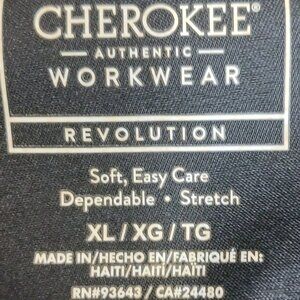 CHEROKEE®
AUTHENTIC
WORKWEAR
REVOLUTION
Soft, Easy Care
Dependable • Stretch
XL/XG/TG
MADE IN/HECHO EN/FABRIQUÉ EN:
HAITI/HAITÍ/HAÏTI
RN#93643 / CA#24480